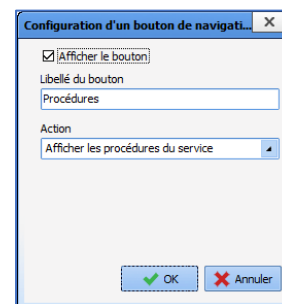 Configuration d'un bouton de navigati...
Afficher le bouton
Libellé du bouton
Procédures
Action
Afficher les procédures du service
OK
Annuler